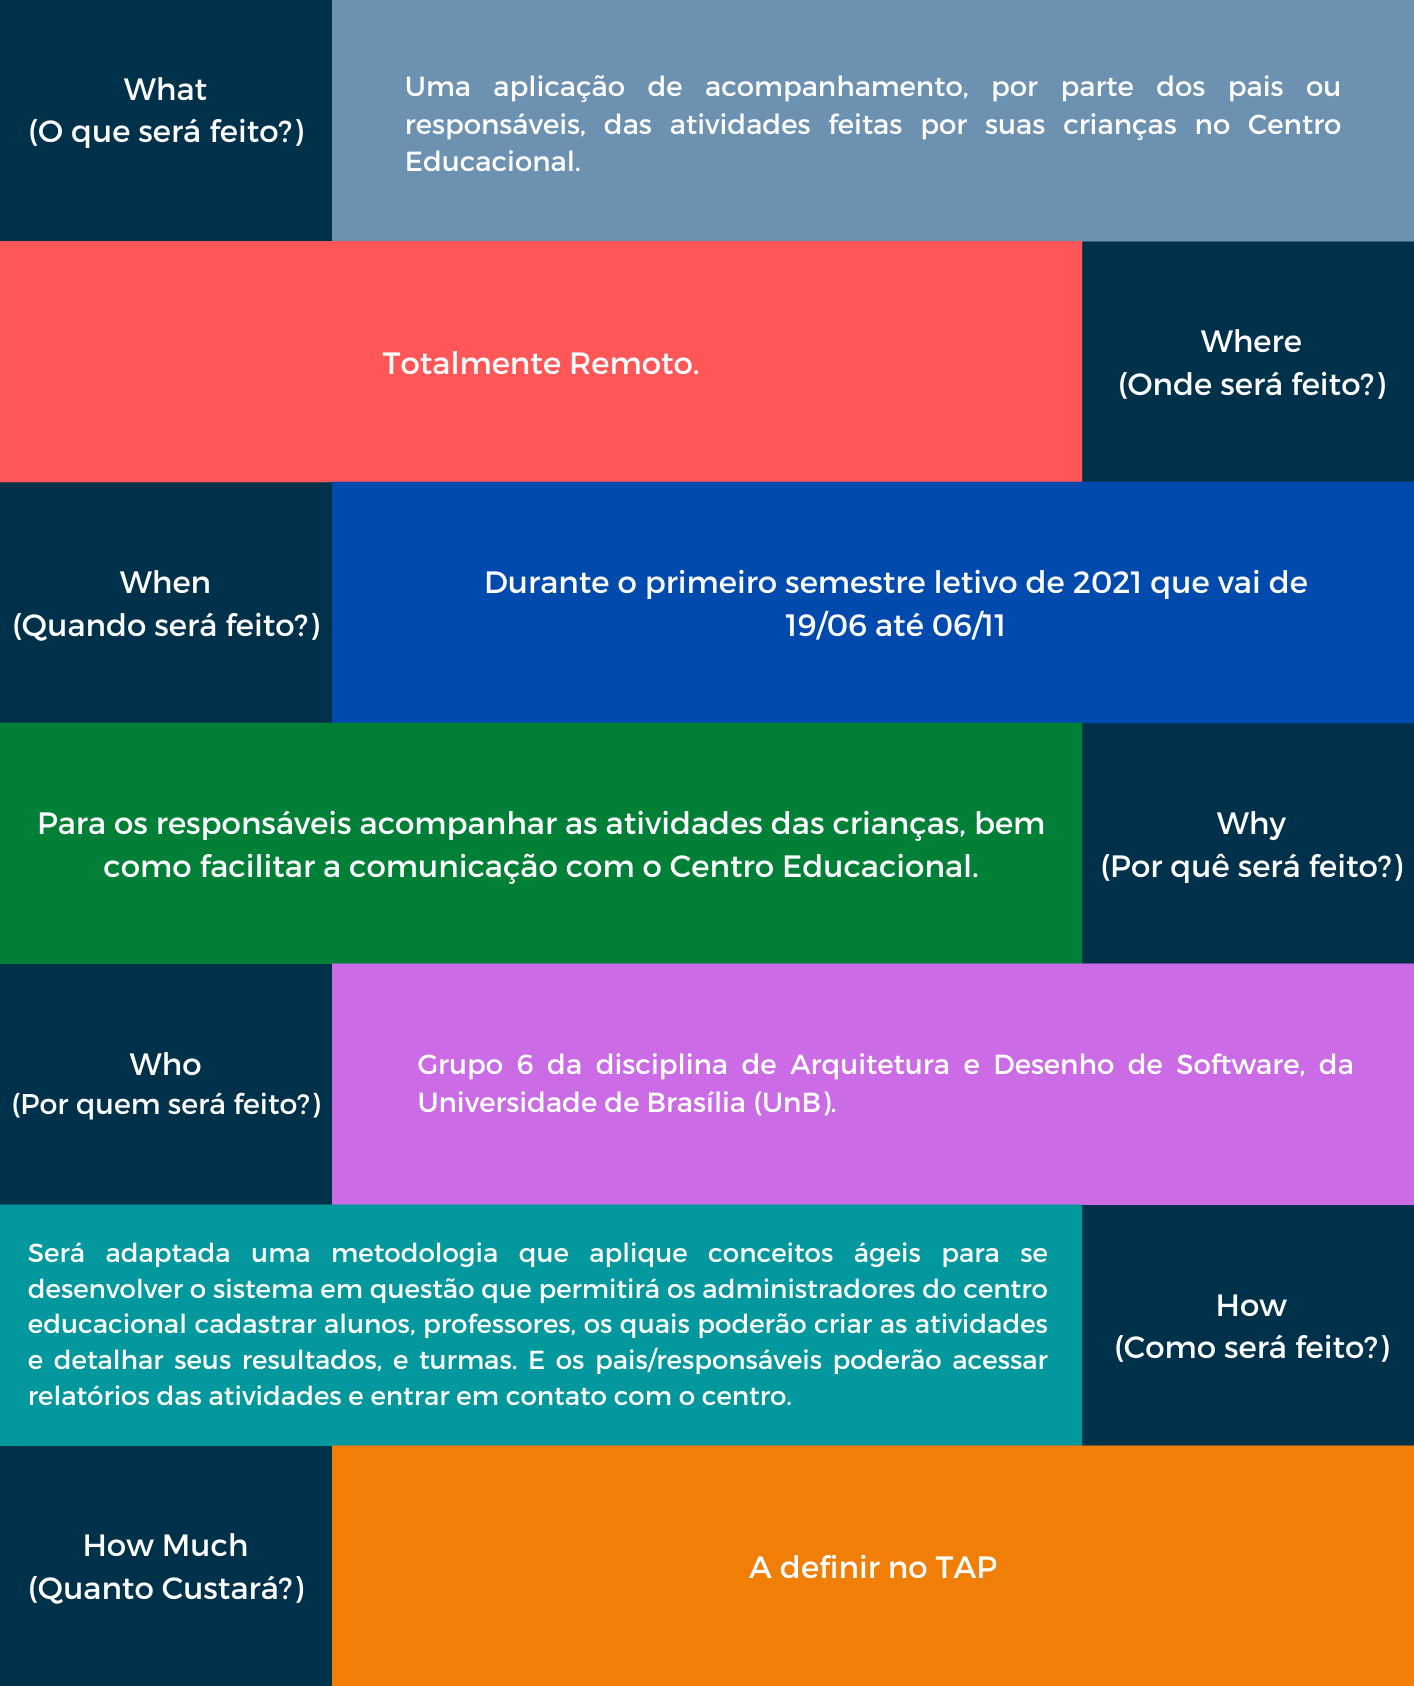 What
(O que será feito?)
Uma aplicação de acompanhamento, por parte dos pais ou
responsáveis, das atividades feitas por suas crianças no Centro
Educacional.
Totalmente Remoto.
Where
(Onde será feito?)
When
(Quando será feito?)
Durante o primeiro semestre letivo de 2021 que vai de
19/06 até 06/11
Para os responsáveis acompanhar as atividades das crianças, bem
como facilitar a comunicação com o Centro Educacional.
Why
(Por quê será feito?)
Who
(Por quem será feito?)
Grupo 6 da disciplina de Arquitetura e Desenho de Software, da
Universidade de Brasília (UnB).
Será adaptada uma metodologia que aplique conceitos ágeis para se
desenvolver o sistema em questão que permitirá os administradores do centro
educacional cadastrar alunos, professores, os quais poderão criar as atividades
e detalhar seus resultados, e turmas. E os pais/responsáveis poderão acessar
relatórios das atividades e entrar em contato com o centro.
How
(Como será feito?)
How Much
(Quanto Custará?)
A definir no TAP